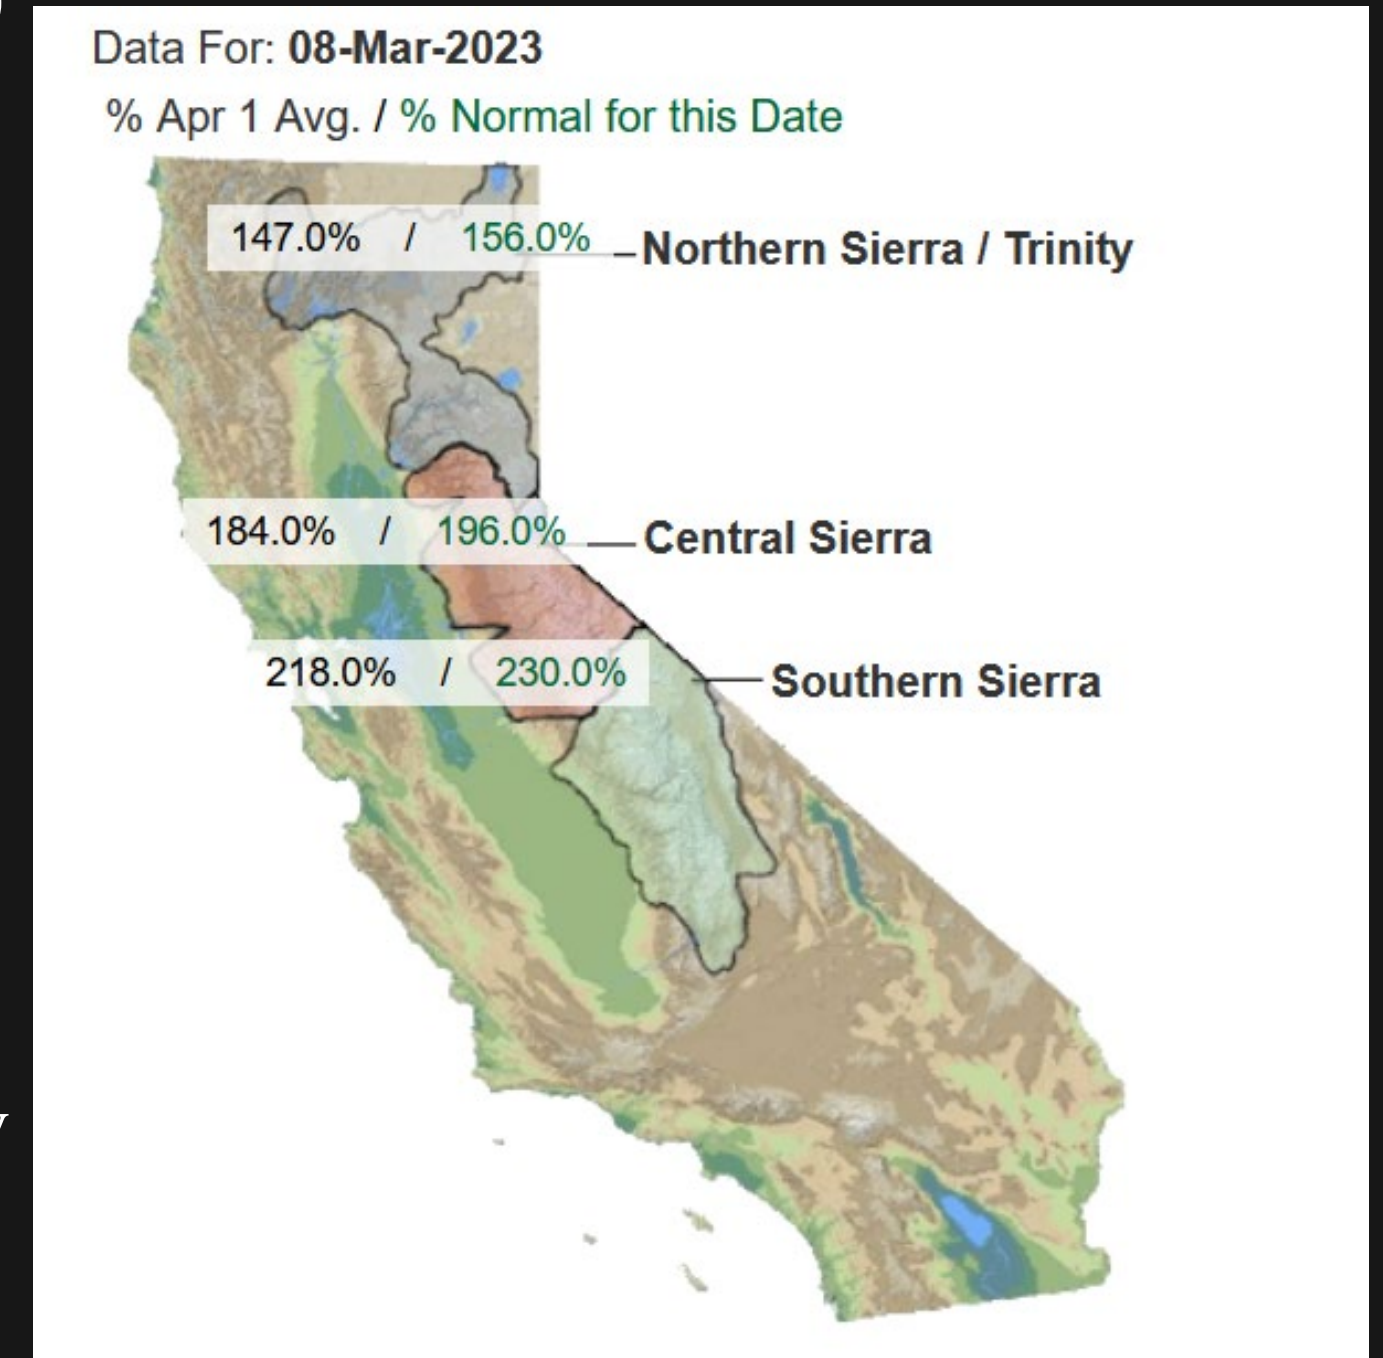 Data For: 08-Mar-2023
% Apr 1 Avg. / % Normal for this Date
147.0% / 156.0% Northern Sierra / Trinity
184.0% / 196.0% Central Sierra
218.0% / 230.0% Southern Sierra